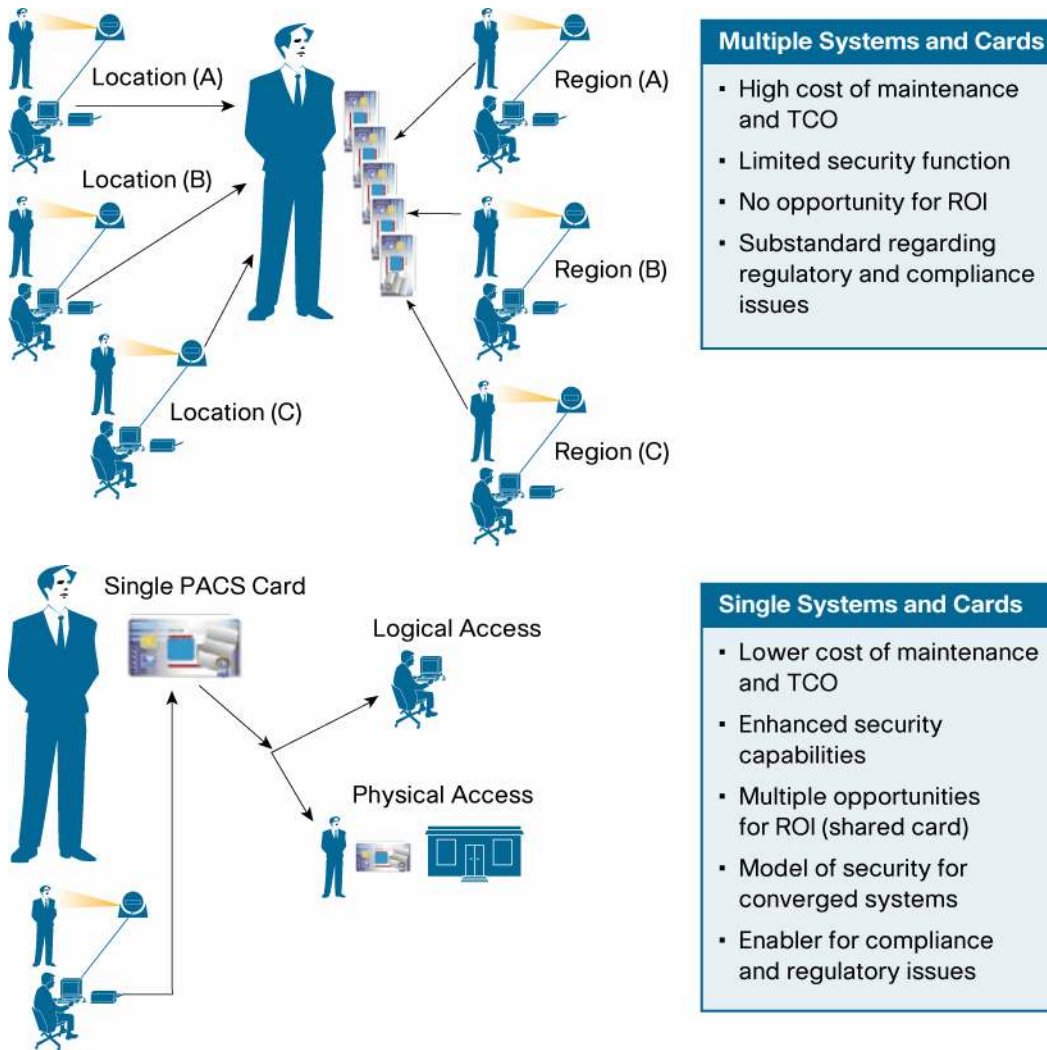 Location (A)
Location (B)
Location (C)
Region (A)
Region (B)
Region (C)
Multiple Systems and Cards
▪ High cost of maintenance
and TCO
▪ Limited security function
▪ No opportunity for ROI
▪ Substandard regarding
regulatory and compliance
issues
Single PACS Card
Logical Access
Physical Access
Single Systems and Cards
▪ Lower cost of maintenance
and TCO
▪ Enhanced security
capabilities
▪ Multiple opportunities
for ROI (shared card)
▪ Model of security for
converged systems
▪ Enabler for compliance
and regulatory issues